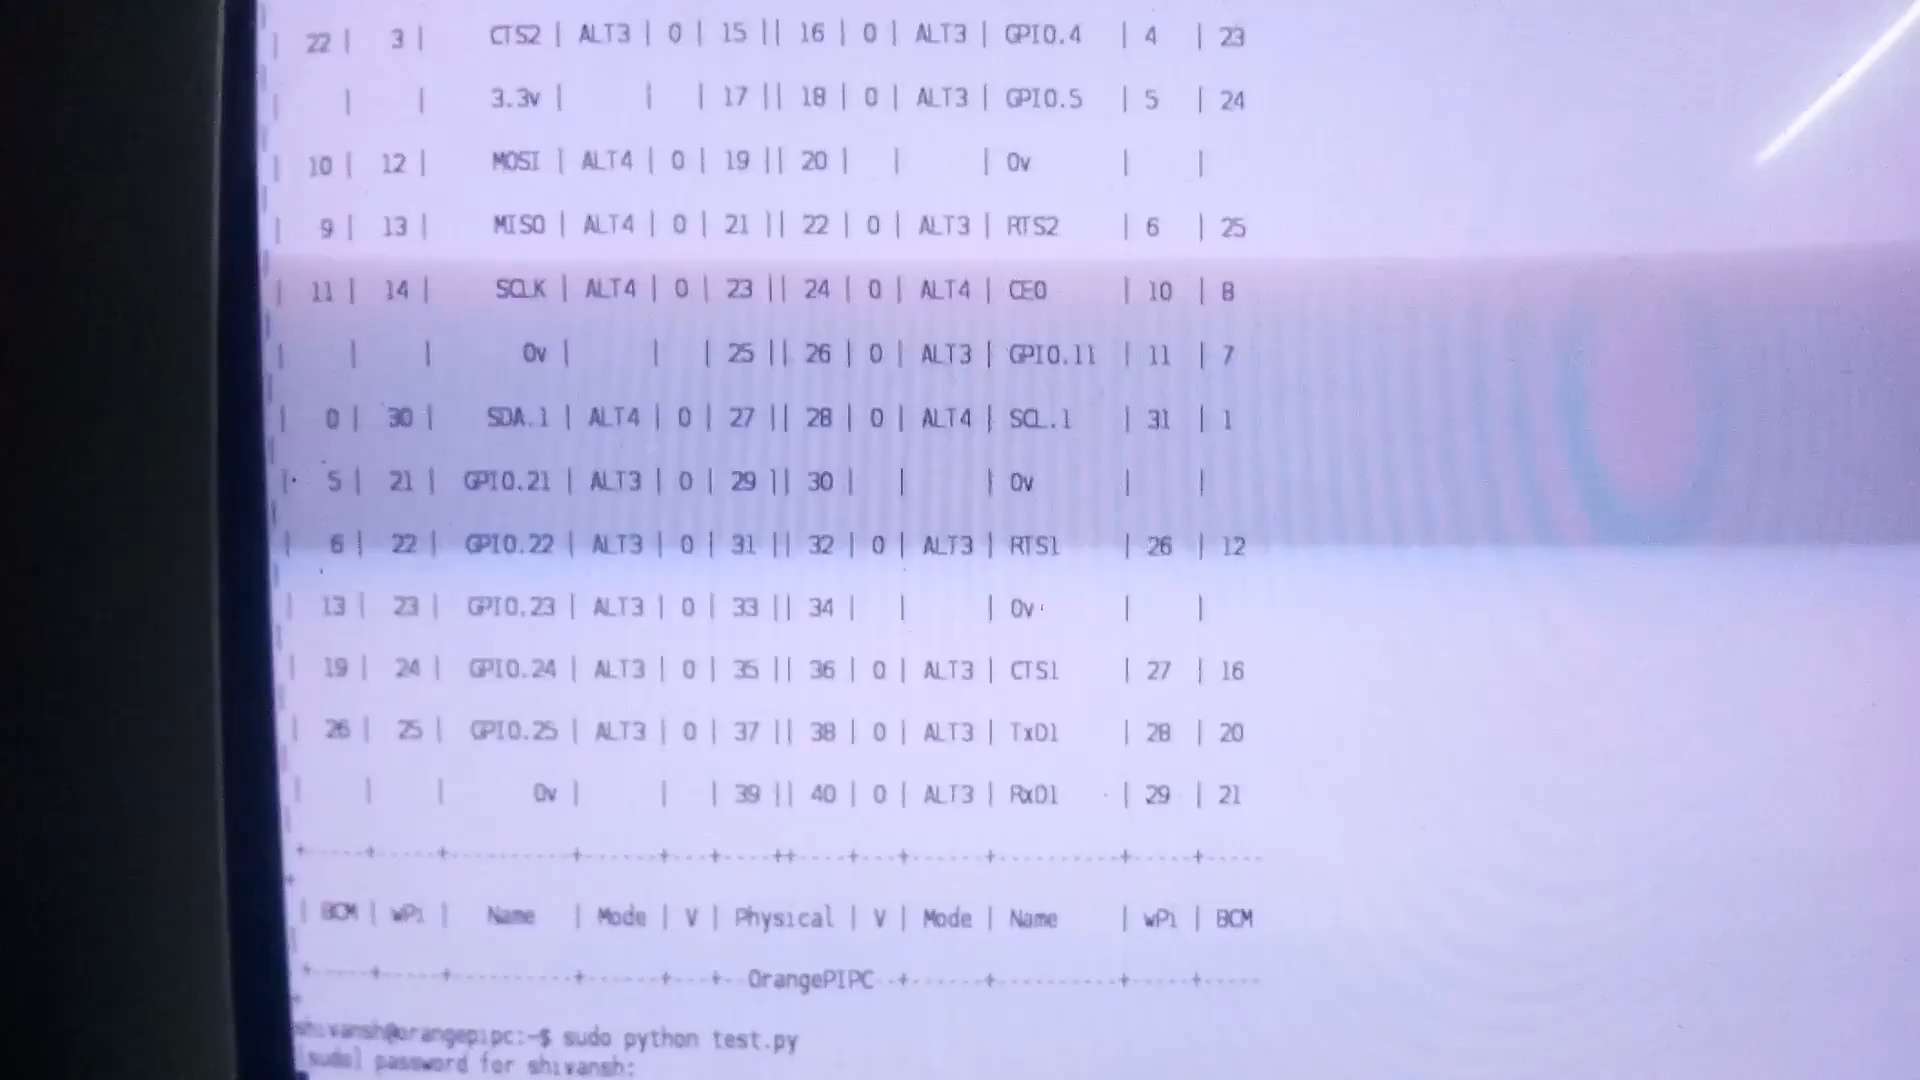 | 22 | 3 | CTS2 | ALT3 | 0 | 15 || 16 | 0 | ALT3 | GPIO.4 | 4 | 23
| | | 3.3v | | | 17 || 18 | 0 | ALT3 | GPIO.5 | 5 | 24
| 10 | 12 | MOSI | ALT4 | 0 | 19 || 20 | | | 0v | |
| 9 | 13 | MISO | ALT4 | 0 | 21 || 22 | 0 | ALT3 | RTS2 | 6 | 25
| 11 | 14 | SCLK | ALT4 | 0 | 23 || 24 | 0 | ALT4 | CE0 | 10 | 8
| | | 0v | | | 25 || 26 | 0 | ALT3 | GPIO.11 | 11 | 7
| 0 | 30 | SDA.1 | ALT4 | 0 | 27 || 28 | 0 | ALT4 | SCL.1 | 31 | 1
| 5 | 21 | GPIO.21 | ALT3 | 0 | 29 || 30 | | | 0v | |
| 6 | 22 | GPIO.22 | ALT3 | 0 | 31 || 32 | 0 | ALT3 | RTS1 | 26 | 12
| 13 | 23 | GPIO.23 | ALT3 | 0 | 33 || 34 | | | 0v | |
| 19 | 24 | GPIO.24 | ALT3 | 0 | 35 || 36 | 0 | ALT3 | CTS1 | 27 | 16
| 26 | 25 | GPIO.25 | ALT3 | 0 | 37 || 38 | 0 | ALT3 | TxD1 | 28 | 20
| | | 0v | | | 39 || 40 | 0 | ALT3 | RxD1 | 29 | 21
+-----+-----+----------+------+---+----++----+---+------+----------+-----+-----
+
| BCM | wPi | Name | Mode | V | Physical | V | Mode | Name | wPi | BCM
|
+-----+-----+----------+------+---+--OrangePIPC--+------+----------+-----+-----
+
shivansh@orangepipc:~$ sudo python test.py
[sudo] password for shivansh: